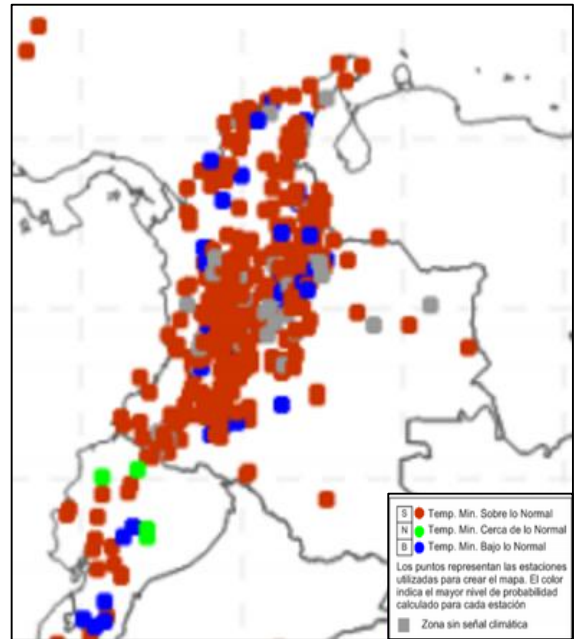 S Temp. Min. Sobre lo Normal
N Temp. Min. Cerca de lo Normal
B Temp. Min. Bajo lo Normal
Los puntos representan las estaciones
utilizadas para crear el mapa. El color
indica el mayor nivel de probabilidad
calculado para cada estación
Zona sin señal climática